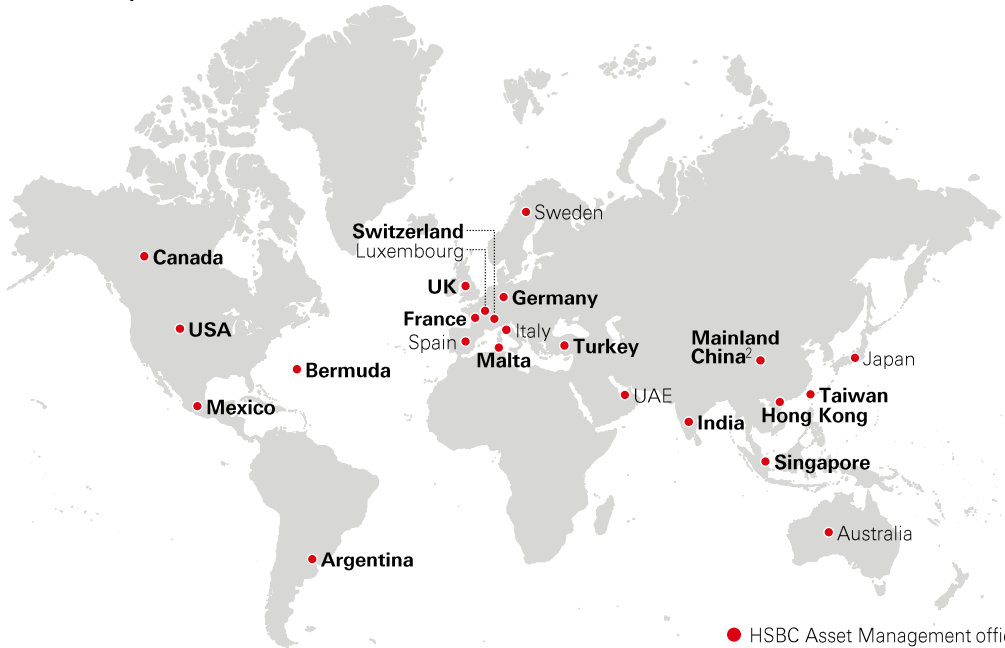 Sweden
Switzerland
Luxembourg
Canada
UK
Germany
France
USA
Italy
Spain
Malta
Turkey
Mainland
China2
Japan
Bermuda
UAE
Taiwan
Mexico
Hong Kong
India
Singapore
Australia
Argentina
HSBC Asset Management offi